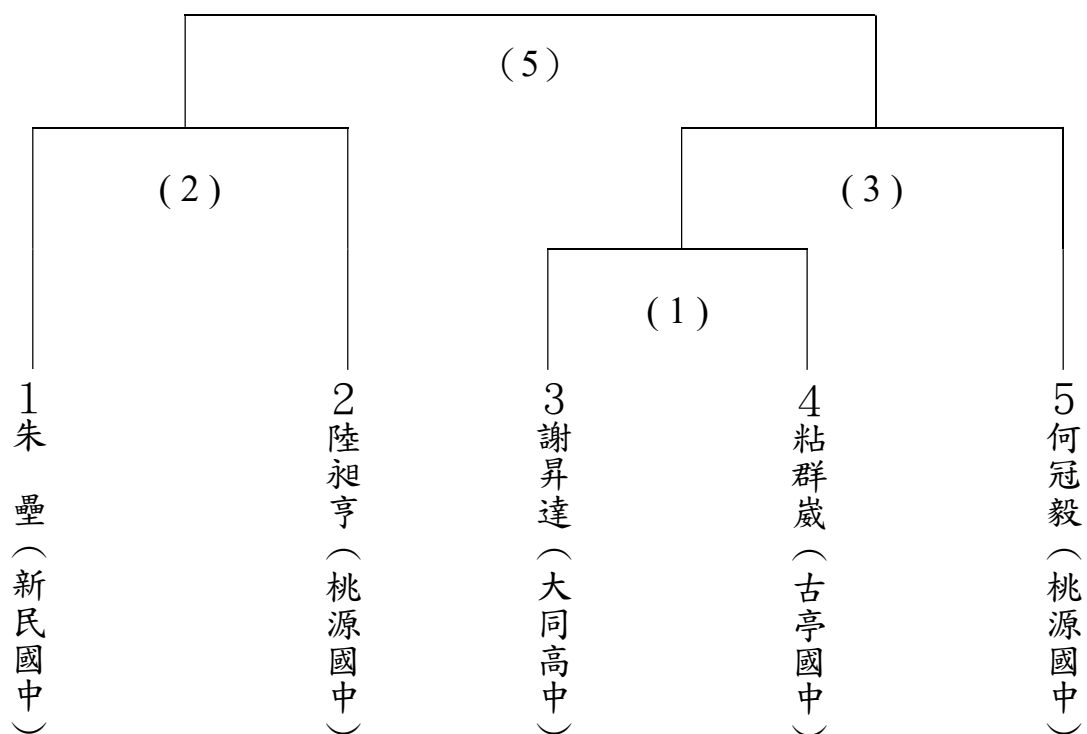 (5)
(2)
(3)
(1)
1朱 壘(新民國中)
2陸昶亨(桃源國中)
3謝昇達(大同高中)
4粘群崴(古亭國中)
5何冠毅(桃源國中)